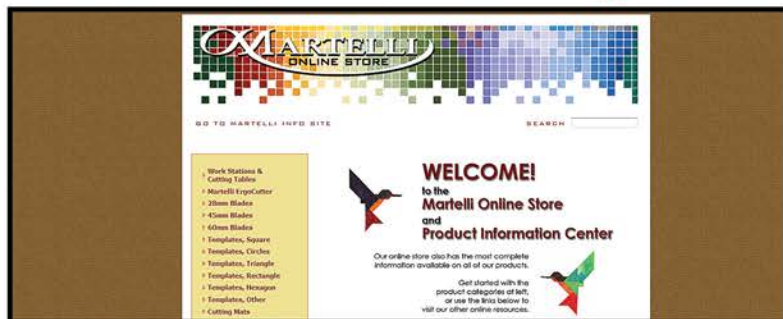 MARTELLI
ONLINE STORE
GO TO MARTELLI INFO SITE
SEARCH
Work Stations &
Cutting Tables
Martelli ErgoCutter
28mm Blades
45mm Blades
60mm Blades
Templates, Square
Templates, Circles
Templates, Triangle
Templates, Rectangle
Templates, Hexagon
Templates, Other
Cutting Mats
WELCOME!
to the
Martelli Online Store
and
Product Information Center
Our online store also has the most complete
information available on all of our products.
Get started with the
product categories at left,
or use the links below to
visit our other online resources.